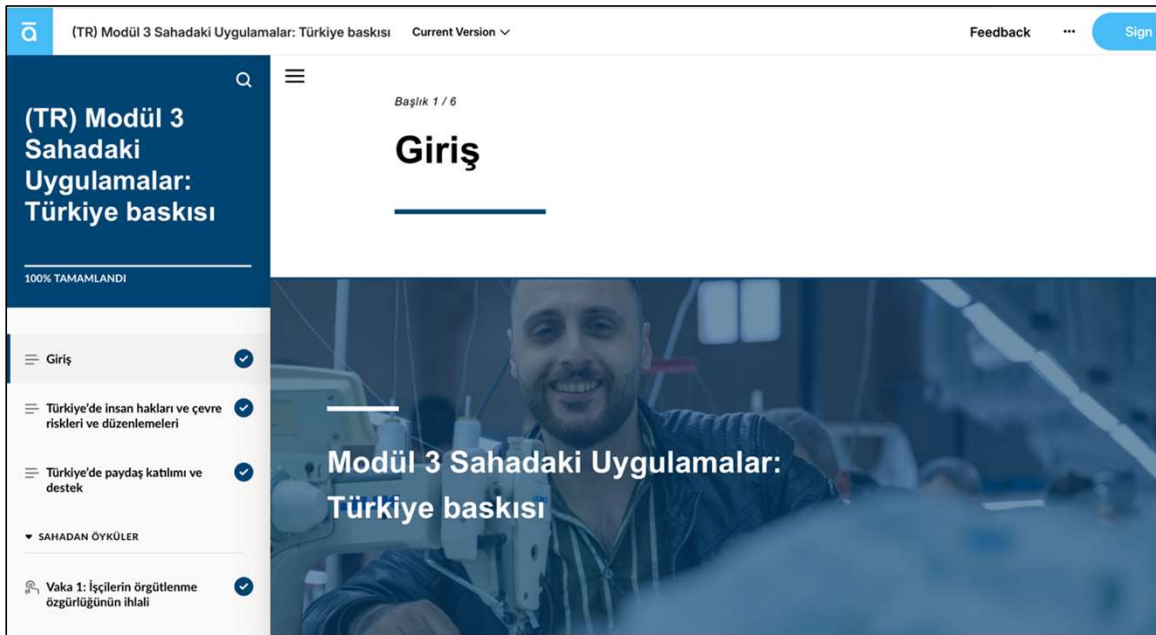 ā
(TR) Modül 3 Sahadaki Uygulamalar: Türkiye baskısı
Current Version
Feedback
Sign
(TR) Modül 3
Sahadaki
Uygulamalar:
Türkiye baskısı
100% TAMAMLANDI
Giriş
Türkiye'de insan hakları ve çevre
riskleri ve düzenlemeleri
Türkiye'de paydaş katılımı ve
destek
SAHADAN ÖYKÜLER
Vaka 1: İşçilerin örgütlenme
özgürlüğünün ihlali
Başlık 1 / 6
Giriş
Modül 3 Sahadaki Uygulamalar:
Türkiye baskısı